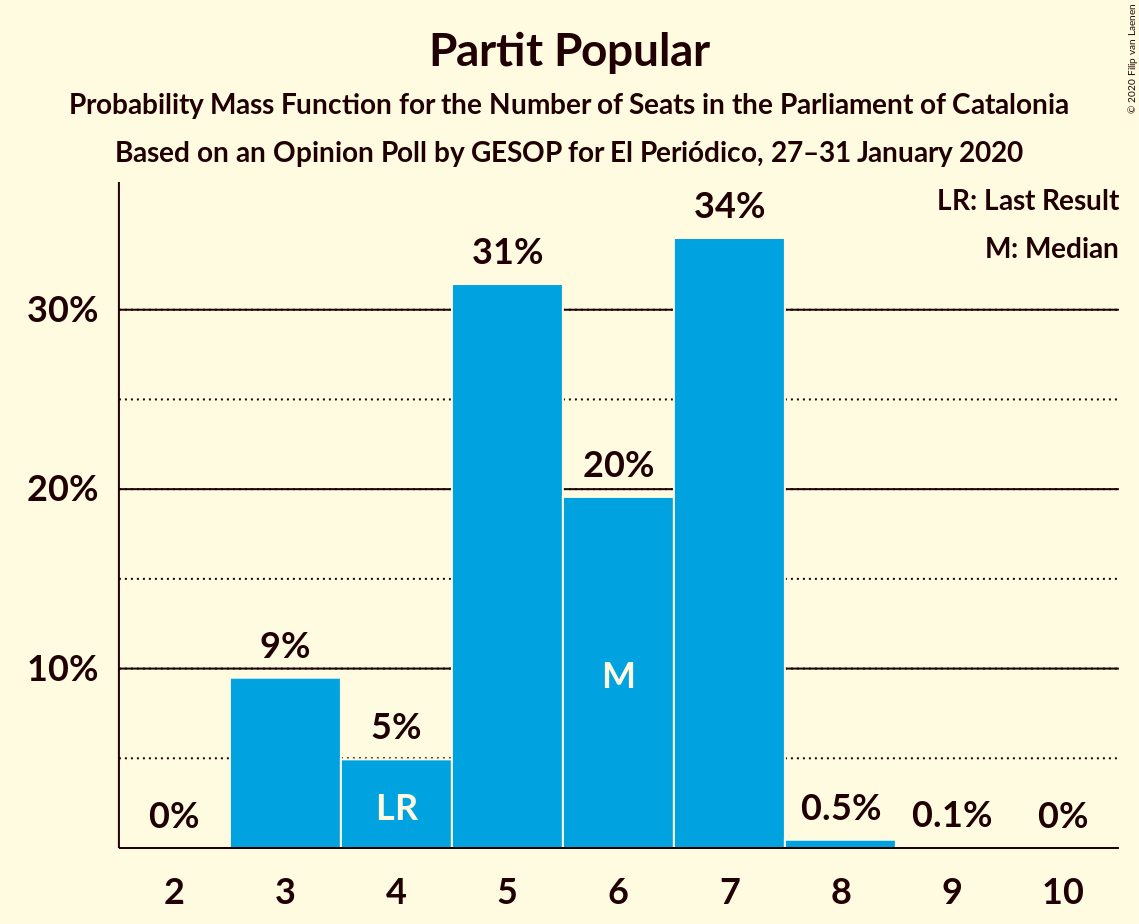 Partit Popular
Probability Mass Function for the Number of Seats in the Parliament of Catalonia
Based on an Opinion Poll by GESOP for El Periódico, 27–31 January 2020
© 2020 Filip van Laenen
LR: Last Result
M: Median
30%
20%
10%
0%
9%
5%
31%
20%
34%
0.5%
0.1%
0%
LR
M
2
3
4
5
6
7
8
9
10